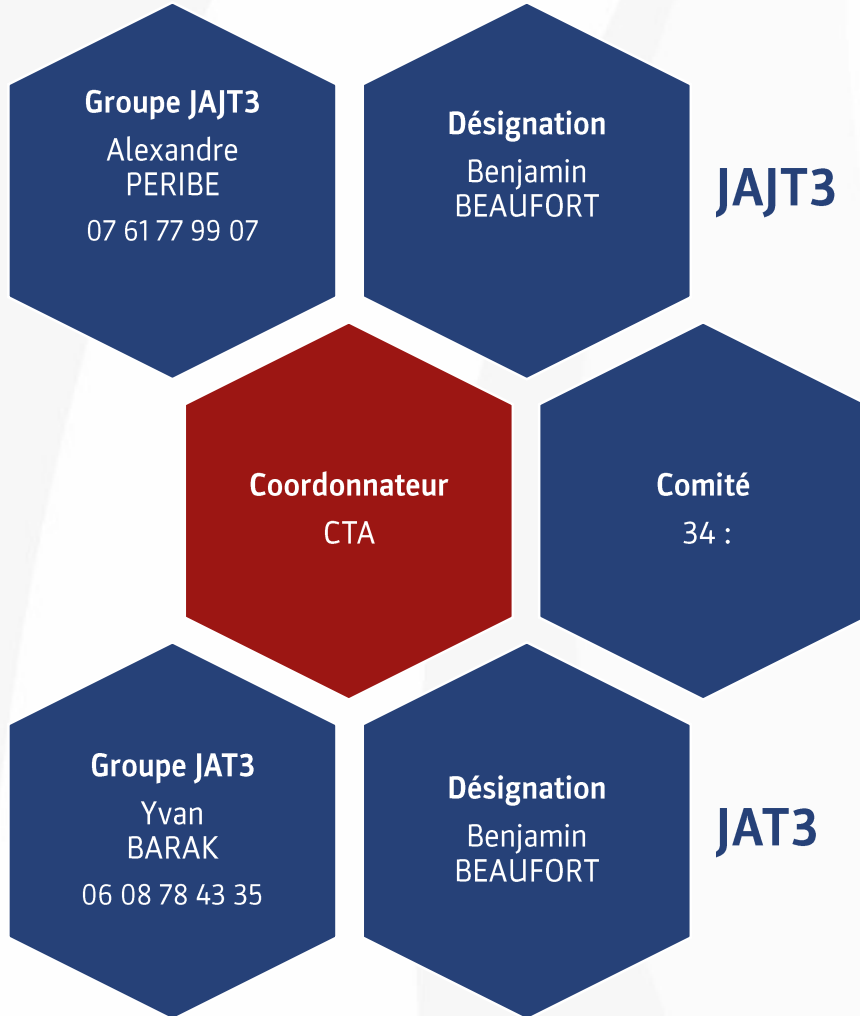 Groupe JAJT3
Alexandre
PERIBE
07 61 77 99 07
Désignation
Benjamin
BEAUFORT
JAJT3
Coordonnateur
CTA
Comité
34 :
Groupe JAT3
Yvan
BARAK
06 08 78 43 35
Désignation
Benjamin
BEAUFORT
JAT3